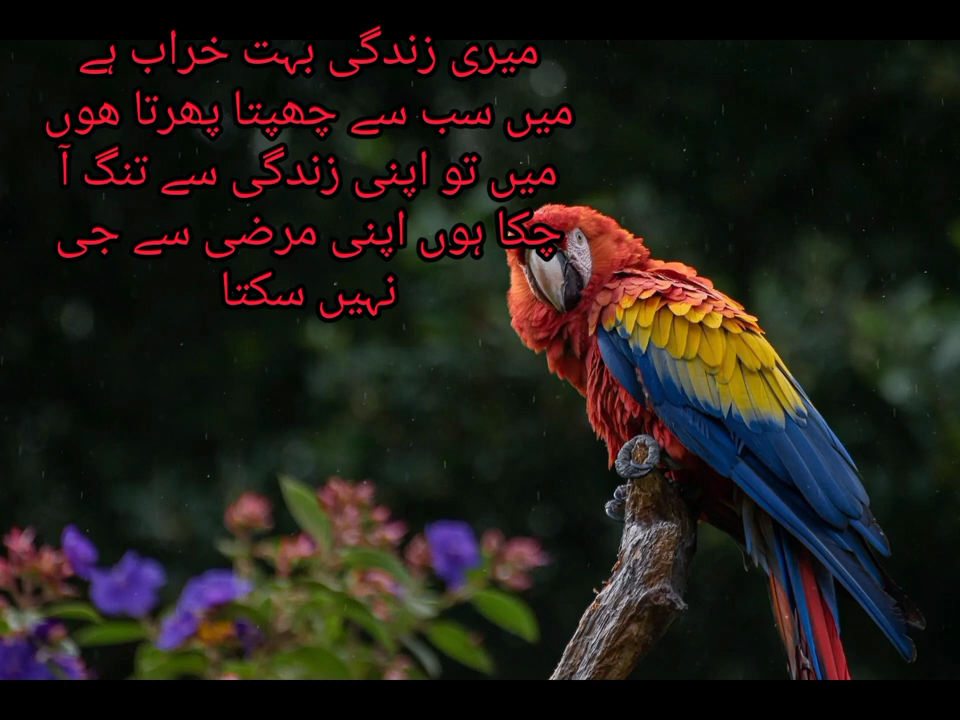 میری زندگی بہت خراب ہے
میں سب سے چھپتا پھرتا ھوں
میں تو اپنی زندگی سے تنگ آ
چکا ہوں اپنی مرضی سے جی
نہیں سکتا